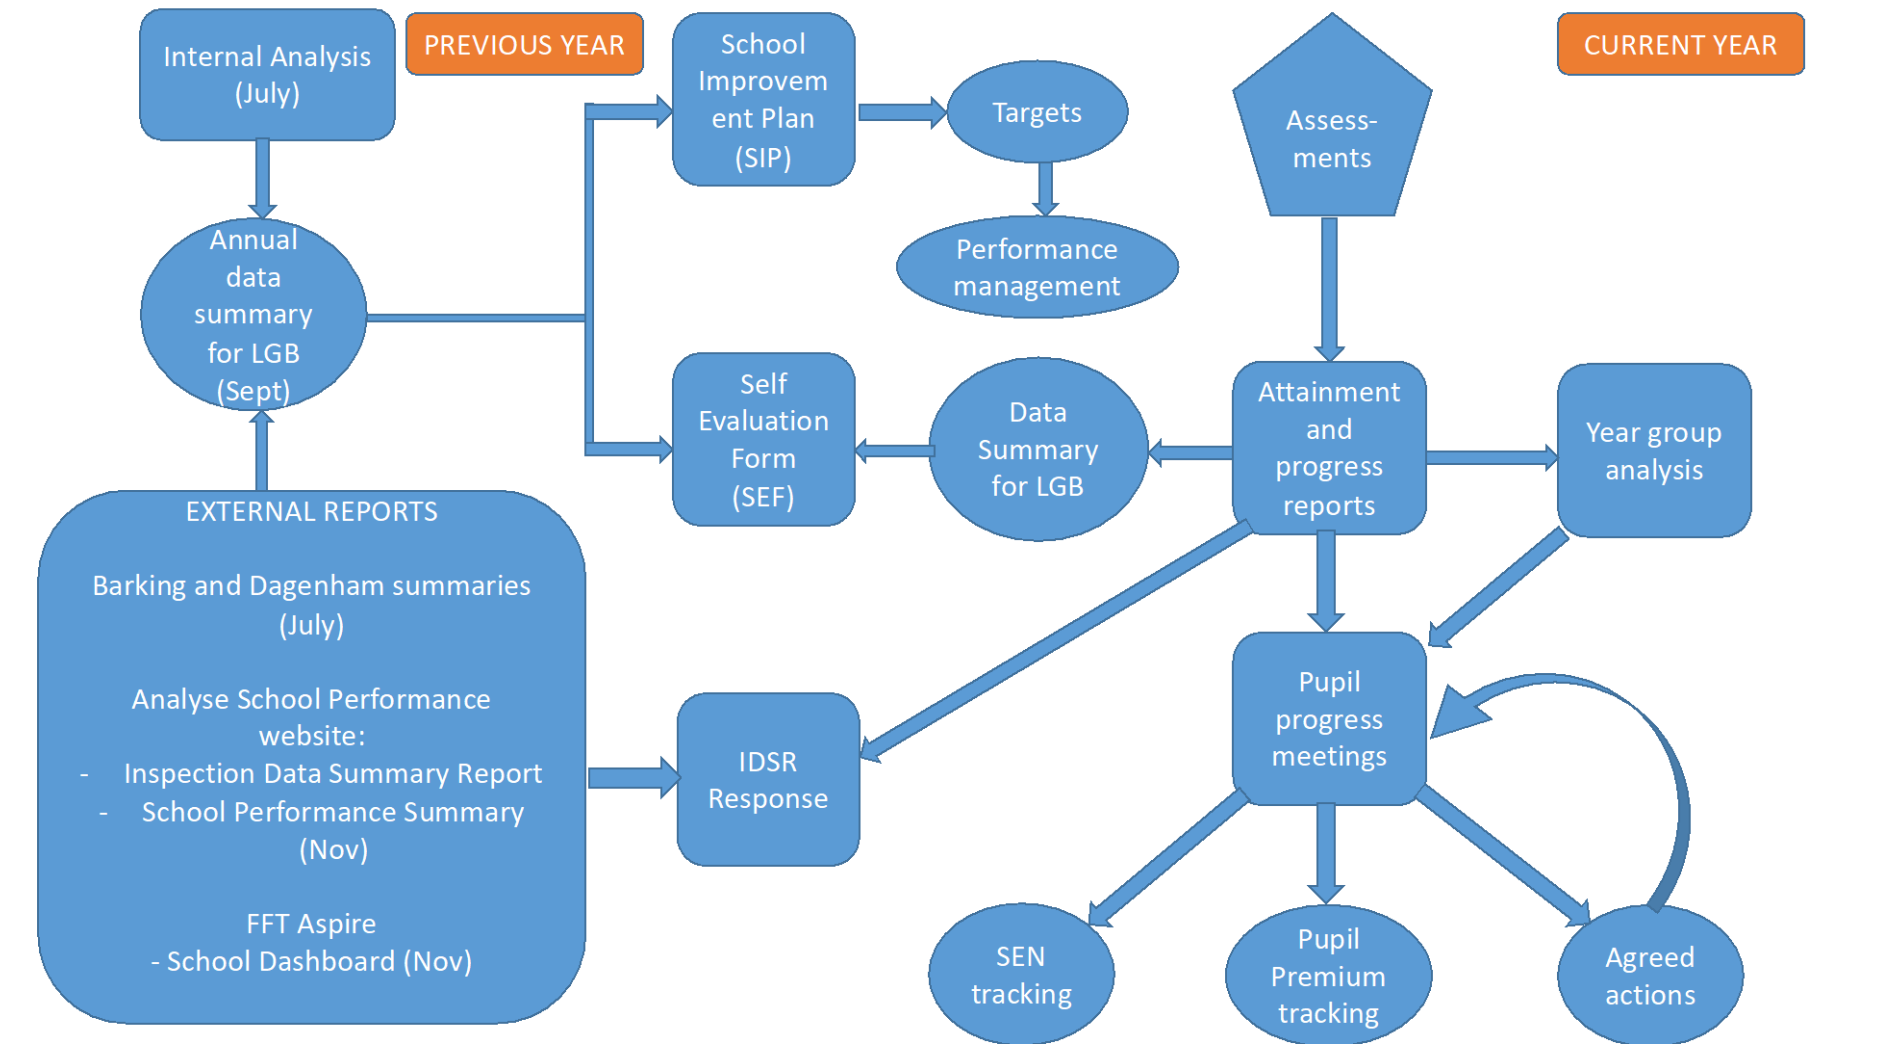 Internal Analysis
(July)
PREVIOUS YEAR
School
Improvem
ent Plan
(SIP)
Targets
Performance
management
Assess-
ments
CURRENT YEAR
Annual
data
summary
for LGB
(Sept)
Self
Evaluation
Form
(SEF)
Data
Summary
for LGB
Attainment
and
progress
reports
Year group
analysis
EXTERNAL REPORTS
Barking and Dagenham summaries
(July)
Analyse School Performance
website:
- Inspection Data Summary Report
- School Performance Summary
(Nov)
FFT Aspire
- School Dashboard (Nov)
IDSR
Response
Pupil
progress
meetings
SEN
tracking
Pupil
Premium
tracking
Agreed
actions